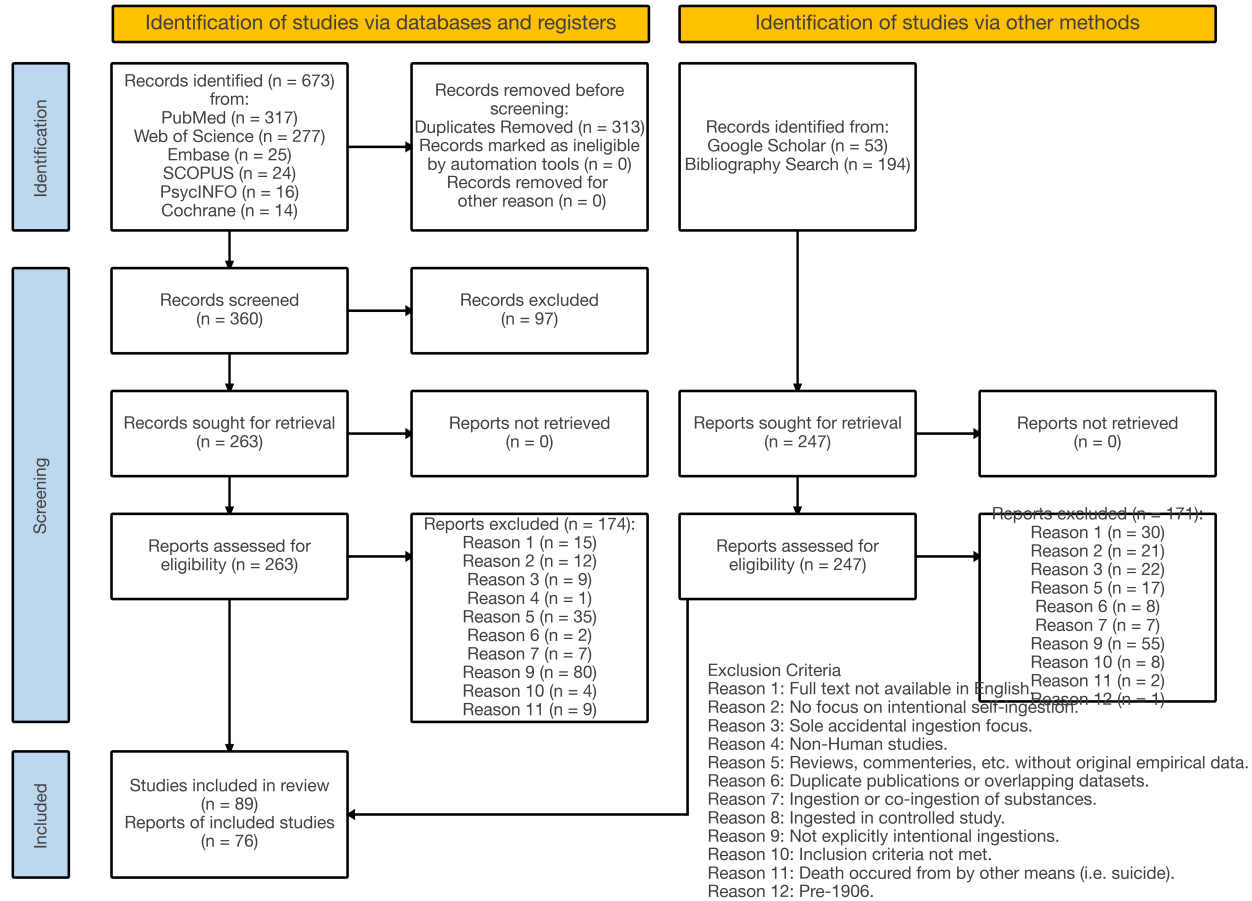 Identification of studies via databases and registers
Identification of studies via other methods
Identification
Records identified (n = 673)
from:
PubMed (n = 317)
Web of Science (n = 277)
Embase (n = 25)
SCOPUS (n = 24)
PsycINFO (n = 16)
Cochrane (n = 14)
Records removed before
screening:
Duplicates Removed (n = 313)
Records marked as ineligible
by automation tools (n = 0)
Records removed for
other reason (n = 0)
Records identified from:
Google Scholar (n = 53)
Bibliography Search (n = 194)
Screening
Records screened
(n = 360)
Records excluded
(n = 97)
Records sought for retrieval
(n = 263)
Reports not retrieved
(n = 0)
Reports sought for retrieval
(n = 247)
Reports not retrieved
(n = 0)
Reports assessed for
eligibility (n = 263)
Reports excluded (n = 174):
Reason 1 (n = 15)
Reason 2 (n = 12)
Reason 3 (n = 9)
Reason 4 (n = 1)
Reason 5 (n = 35)
Reason 6 (n = 2)
Reason 7 (n = 7)
Reason 9 (n = 80)
Reason 10 (n = 4)
Reason 11 (n = 9)
Reports assessed for
eligibility (n = 247)
Reports excluded (n = 171):
Reason 1 (n = 30)
Reason 2 (n = 21)
Reason 3 (n = 22)
Reason 5 (n = 17)
Reason 6 (n = 8)
Reason 7 (n = 7)
Reason 9 (n = 55)
Reason 10 (n = 8)
Reason 11 (n = 2)
Reason 12 (n = 1)
Included
Studies included in review
(n = 89)
Reports of included studies
(n = 76)
Exclusion Criteria
Reason 1: Full text not available in English.
Reason 2: No focus on intentional self-ingestion.
Reason 3: Sole accidental ingestion focus.
Reason 4: Non-Human studies.
Reason 5: Reviews, commenteries, etc. without original empirical data.
Reason 6: Duplicate publications or overlapping datasets.
Reason 7: Ingestion or co-ingestion of substances.
Reason 8: Ingested in controlled study.
Reason 9: Not explicitly intentional ingestions.
Reason 10: Inclusion criteria not met.
Reason 11: Death occured from by other means (i.e. suicide).
Reason 12: Pre-1906.